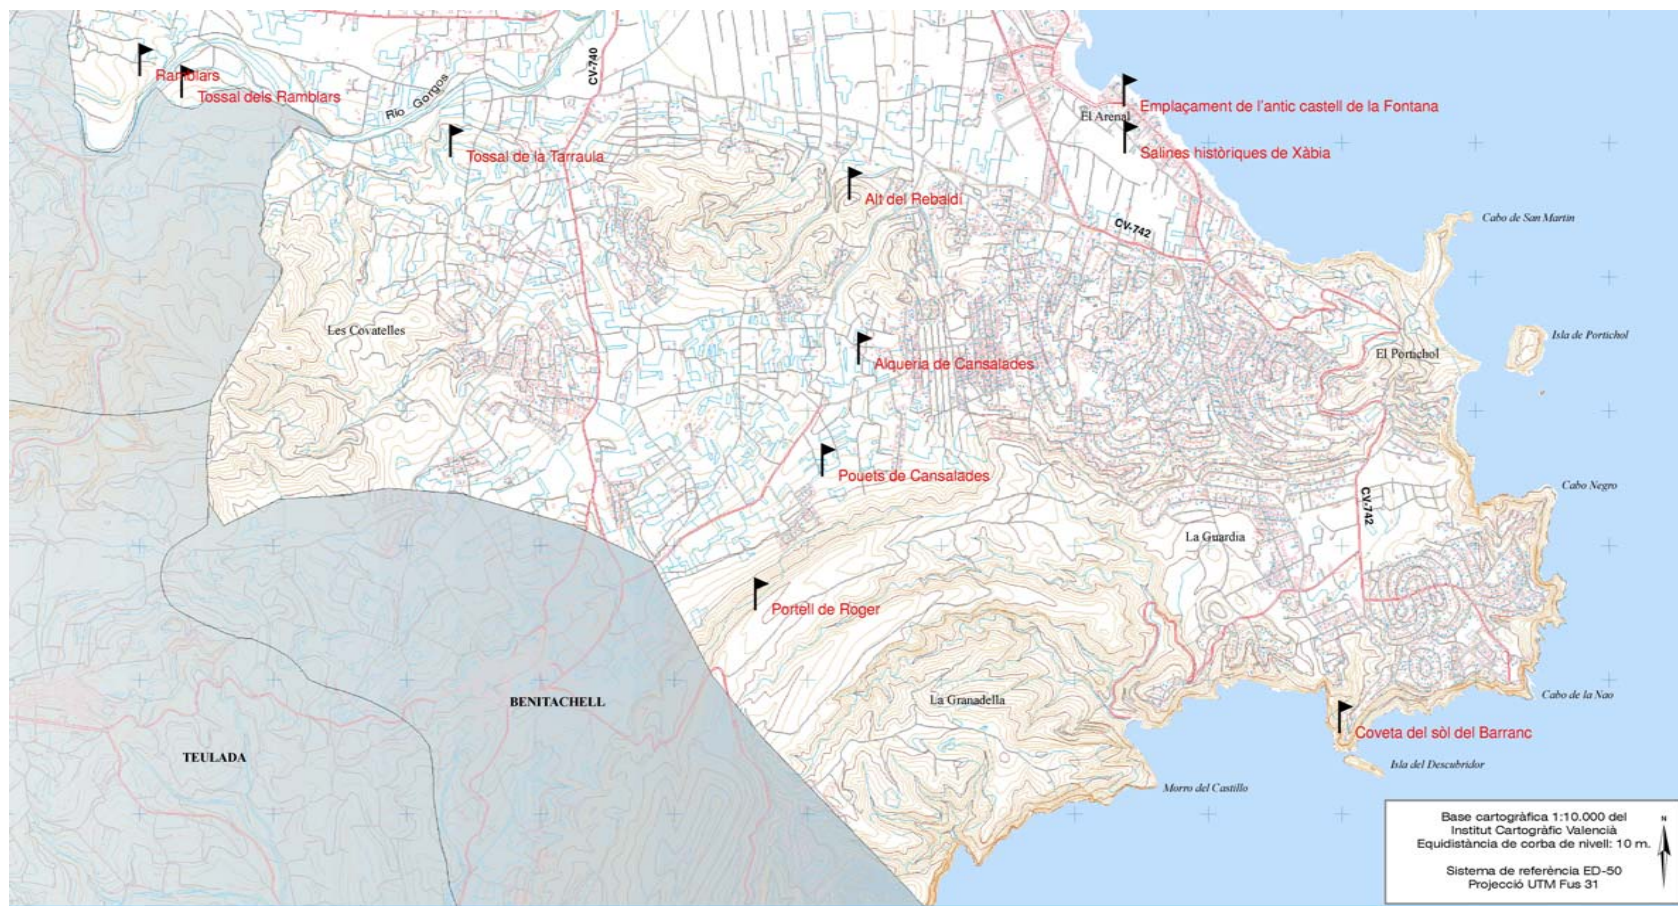 Ramblars
Tossal dels Ramblars
Río Gorgos
CV-740
Tossal de la Tarraula
Emplaçament de l'antic castell de la Fontana
El Arenal
Salines històriques de Xàbia
Alt del Rebaldí
CV-742
Cabo de San Martin
Les Covatelles
Isla de Portichol
El Portichol
Alqueria de Cansalades
Pouets de Cansalades
Cabo Negro
CV-742
La Guardia
Portell de Roger
BENITACHELL
La Granadella
Cabo de la Nao
Coveta del sòl del Barranc
TEULADA
Isla del Descubridor
Morro del Castillo
Base cartogràfica 1:10.000 del
Institut Cartogràfic Valencià
Equidistància de corba de nivell: 10 m.
Sistema de referència ED-50
Projecció UTM Fus 31
N